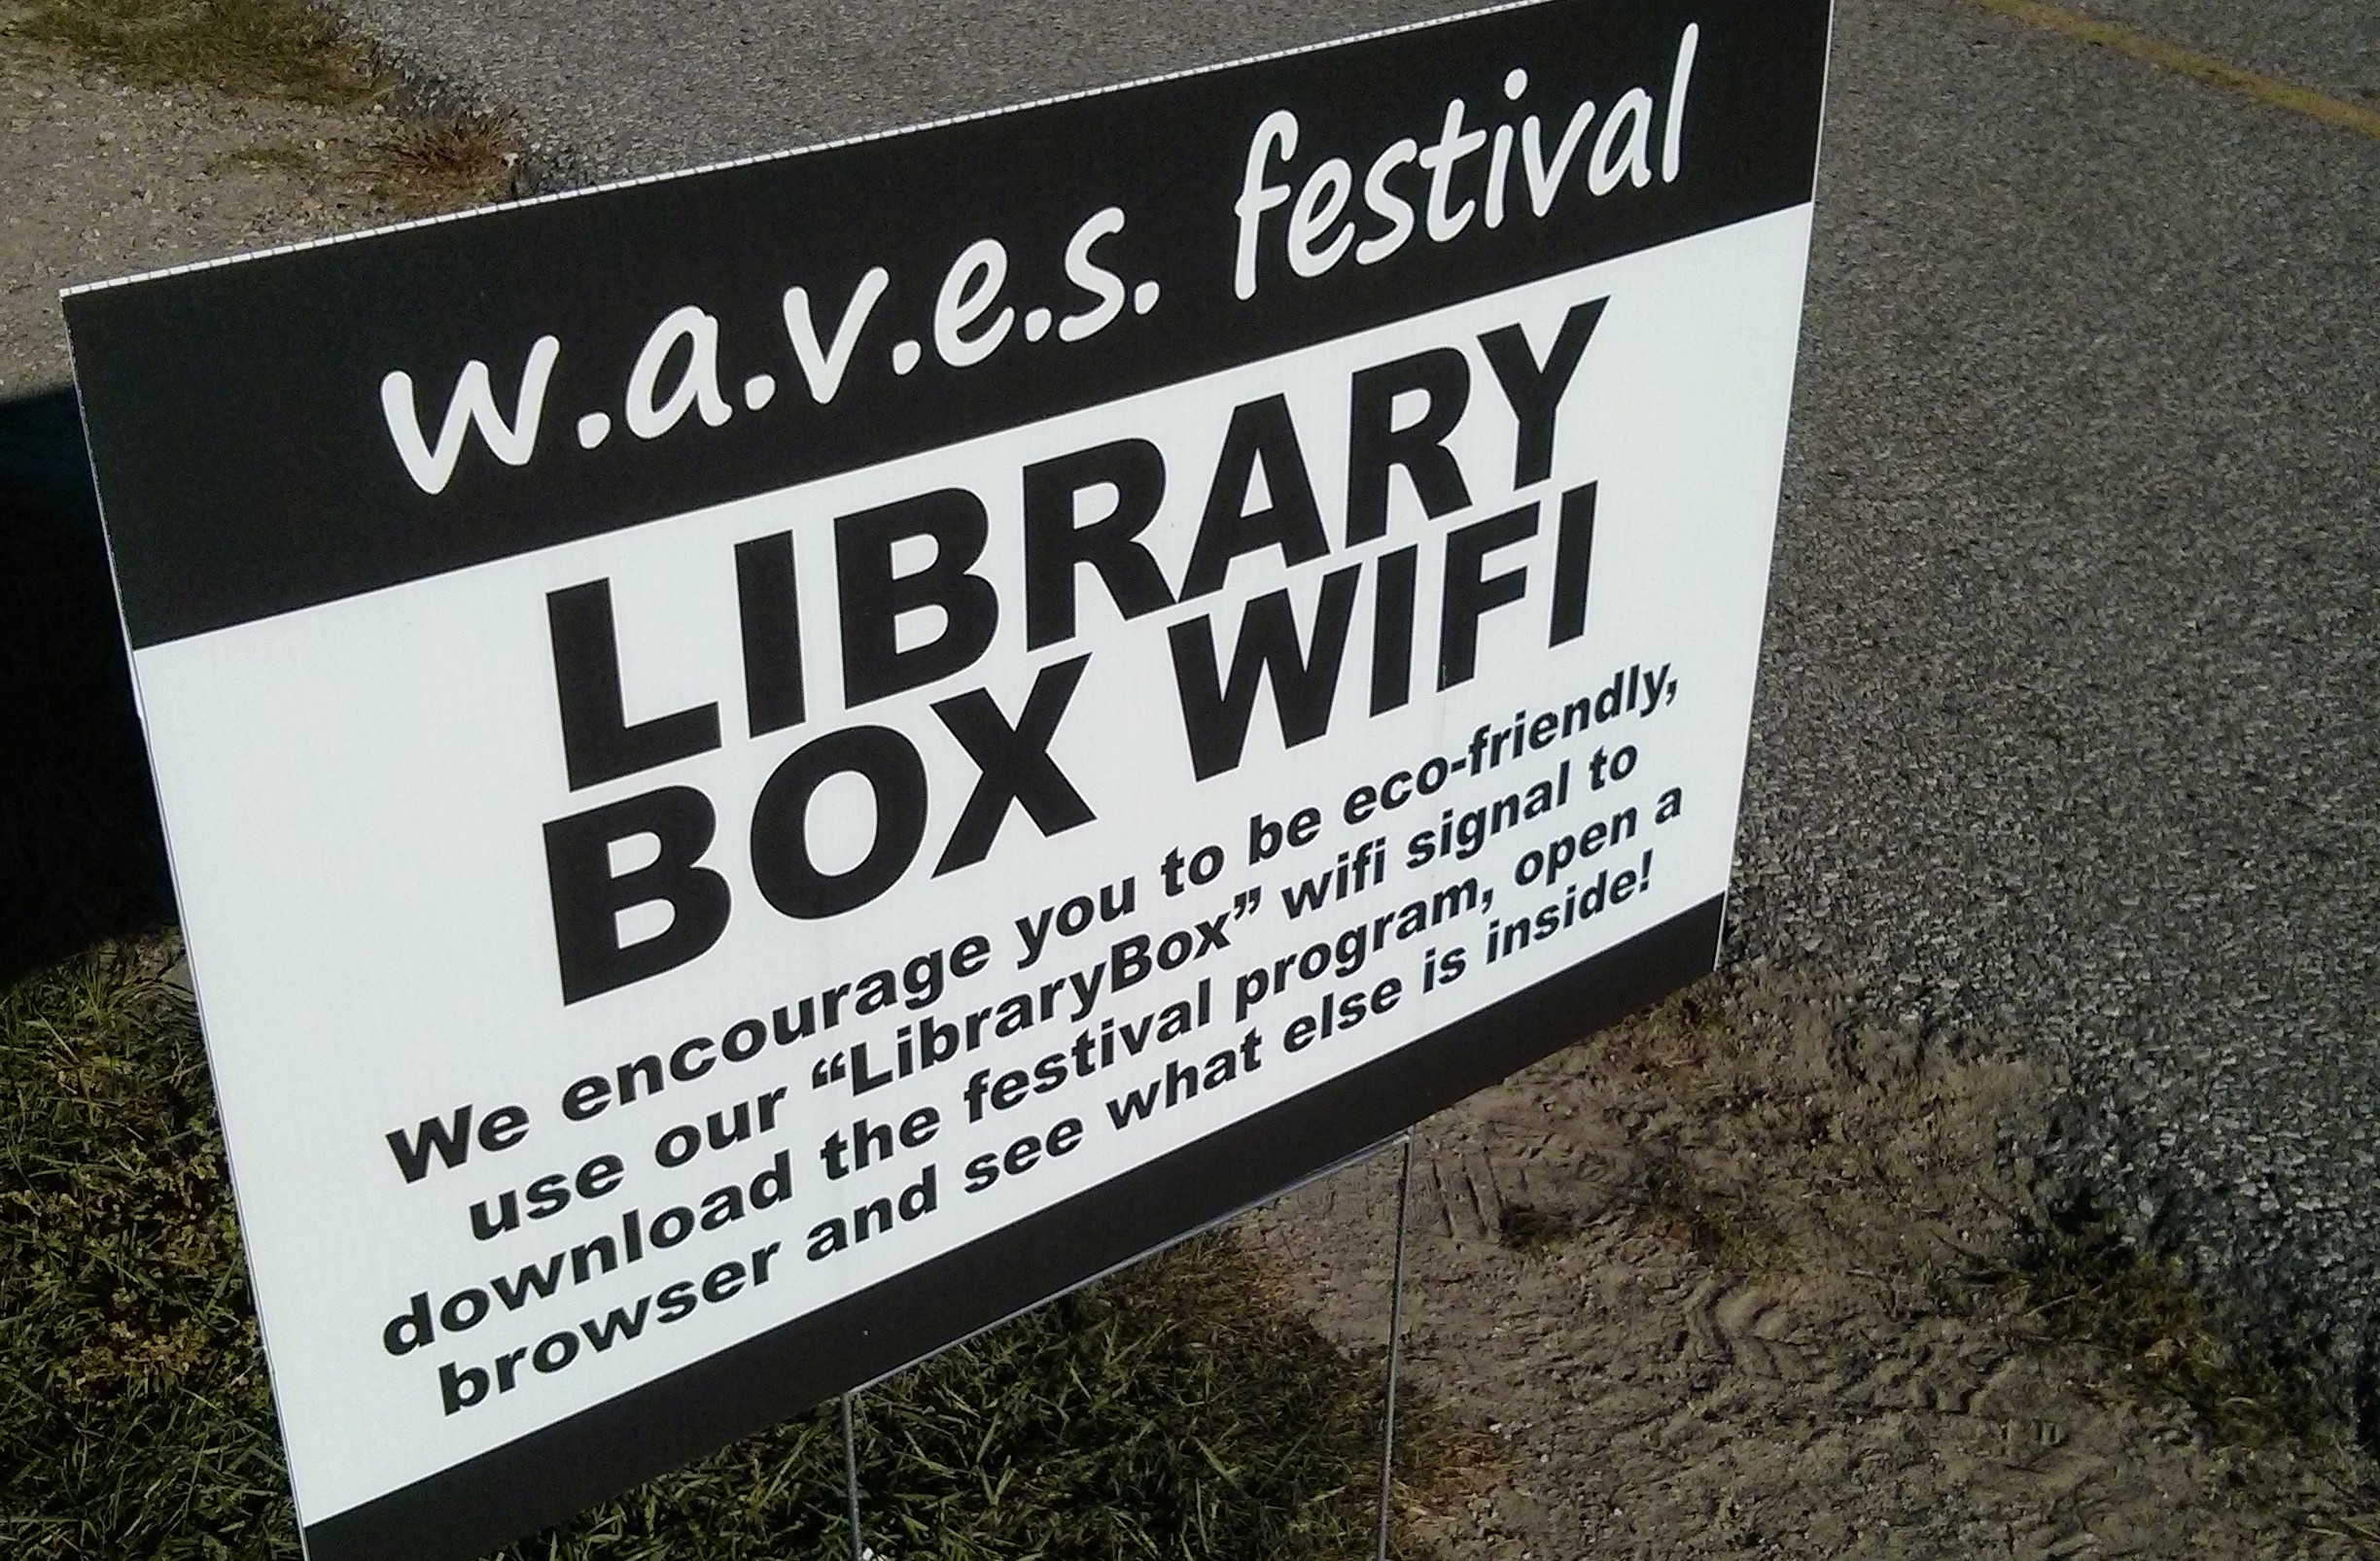 w.a.v.e.s. festival
LIBRARY
BOX WIFI
We encourage you to be eco-friendly,
use our “LibraryBox” wifi signal to
download the festival program, open a
browser and see what else is inside!